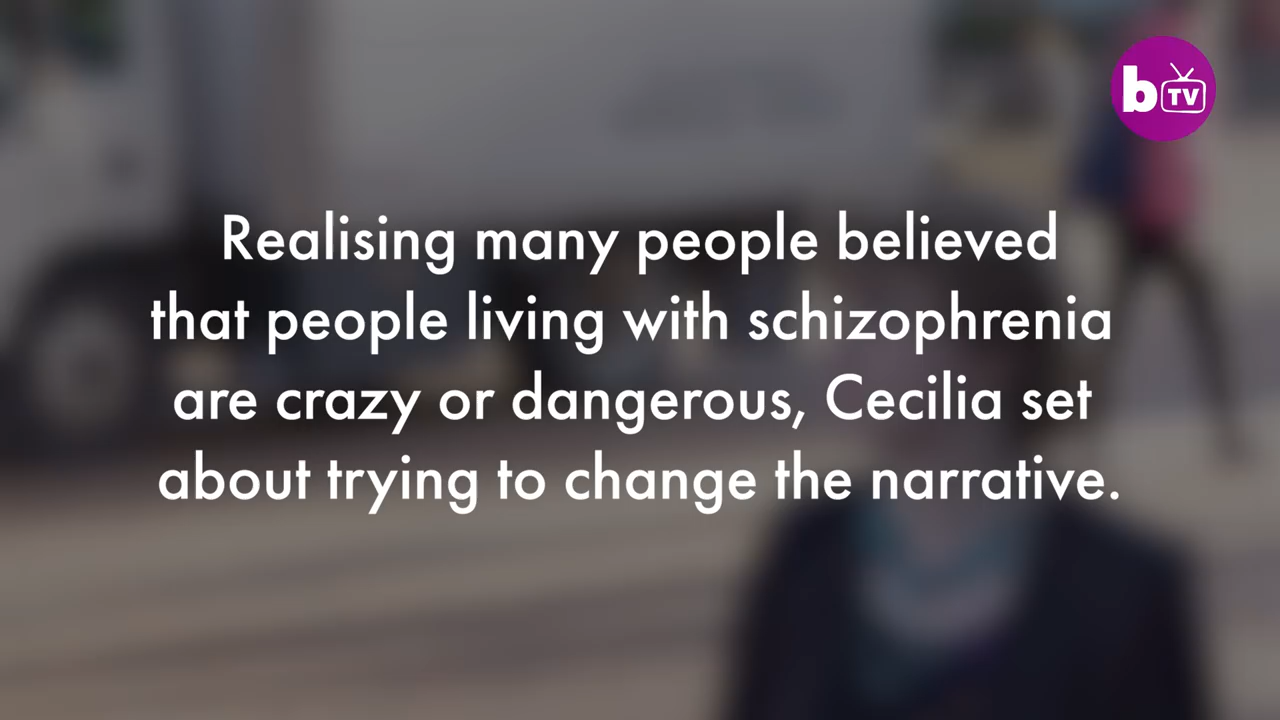 b TV
Realising many people believed
that people living with schizophrenia
are crazy or dangerous, Cecilia set
about trying to change the narrative.